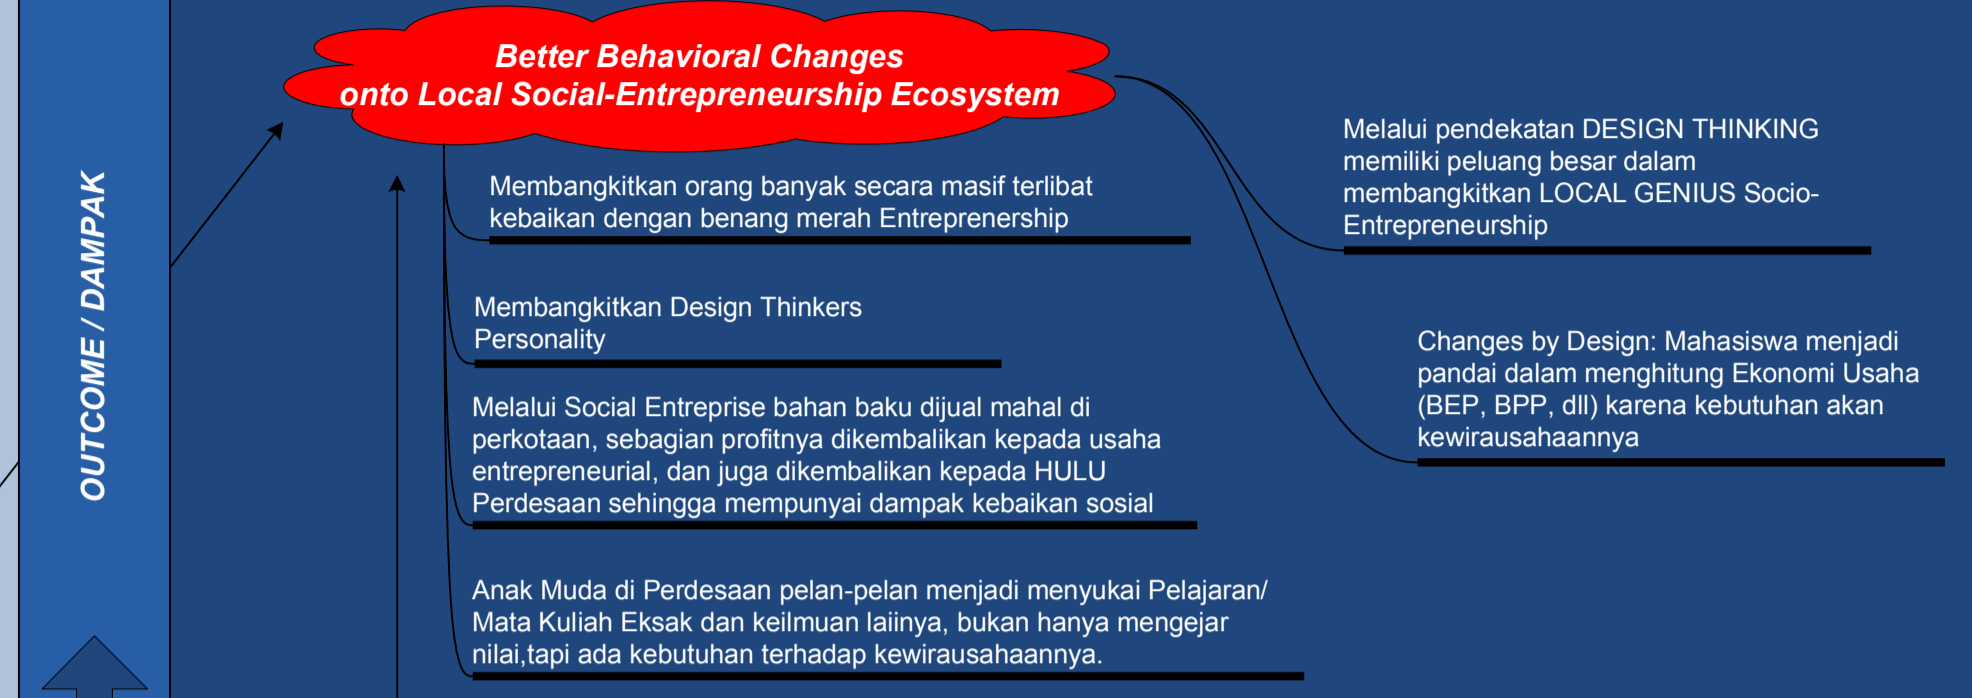 OUTCOME / DAMPAK
Better Behavioral Changes
onto Local Social-Entrepreneurship Ecosystem
Membangkitkan orang banyak secara masif terlibat
kebaikan dengan benang merah Entreprenership
Membangkitkan Design Thinkers
Personality
Melalui Social Entreprise bahan baku dijual mahal di
perkotaan, sebagian profitnya dikembalikan kepada usaha
entrepreneurial, dan juga dikembalikan kepada HULU
Perdesaan sehingga mempunyai dampak kebaikan sosial
Anak Muda di Perdesaan pelan-pelan menjadi menyukai Pelajaran/
Mata Kuliah Eksak dan keilmuan laiinya, bukan hanya mengejar
nilai,tapi ada kebutuhan terhadap kewirausahaannya.
Melalui pendekatan DESIGN THINKING
memiliki peluang besar dalam
membangkitkan LOCAL GENIUS Socio-
Entrepreneurship
Changes by Design: Mahasiswa menjadi
pandai dalam menghitung Ekonomi Usaha
(BEP, BPP, dll) karena kebutuhan akan
kewirausahaannya